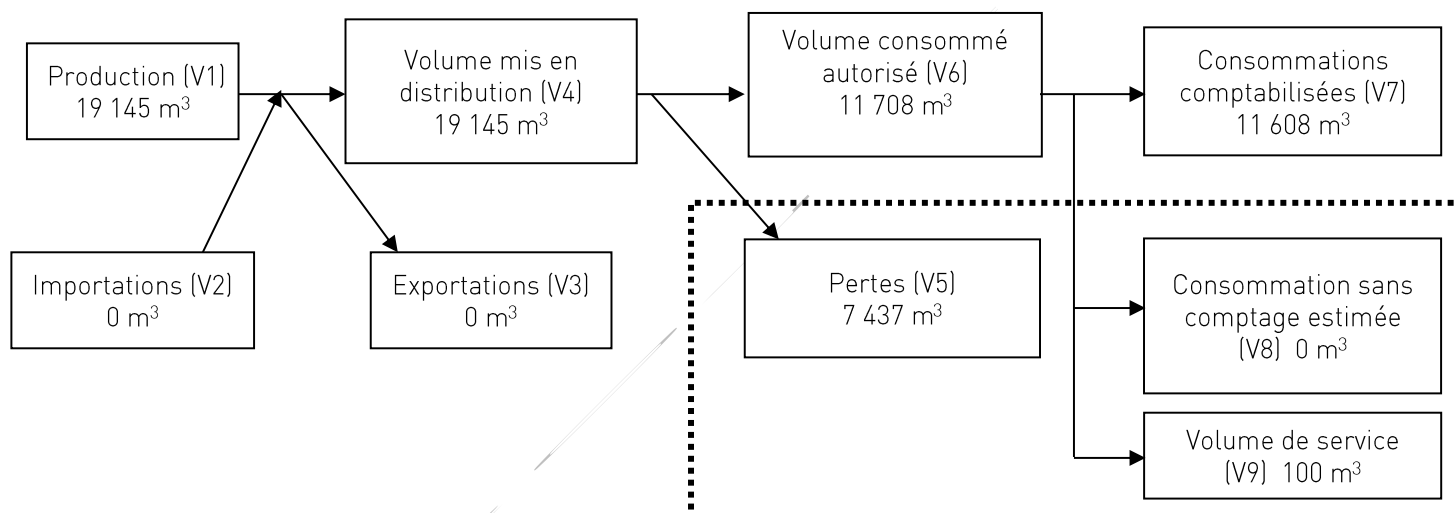 Production (V1)
19 145 m³
Volume mis en
distribution (V4)
19 145 m³
Volume consommé
autorisé (V6)
11 708 m³
Consommations
comptabilisées (V7)
11 608 m³
Importations (V2)
0 m³
Exportations (V3)
0 m³
Pertes (V5)
7 437 m³
Consommation sans
comptage estimée
(V8) 0 m³
Volume de service
(V9) 100 m³